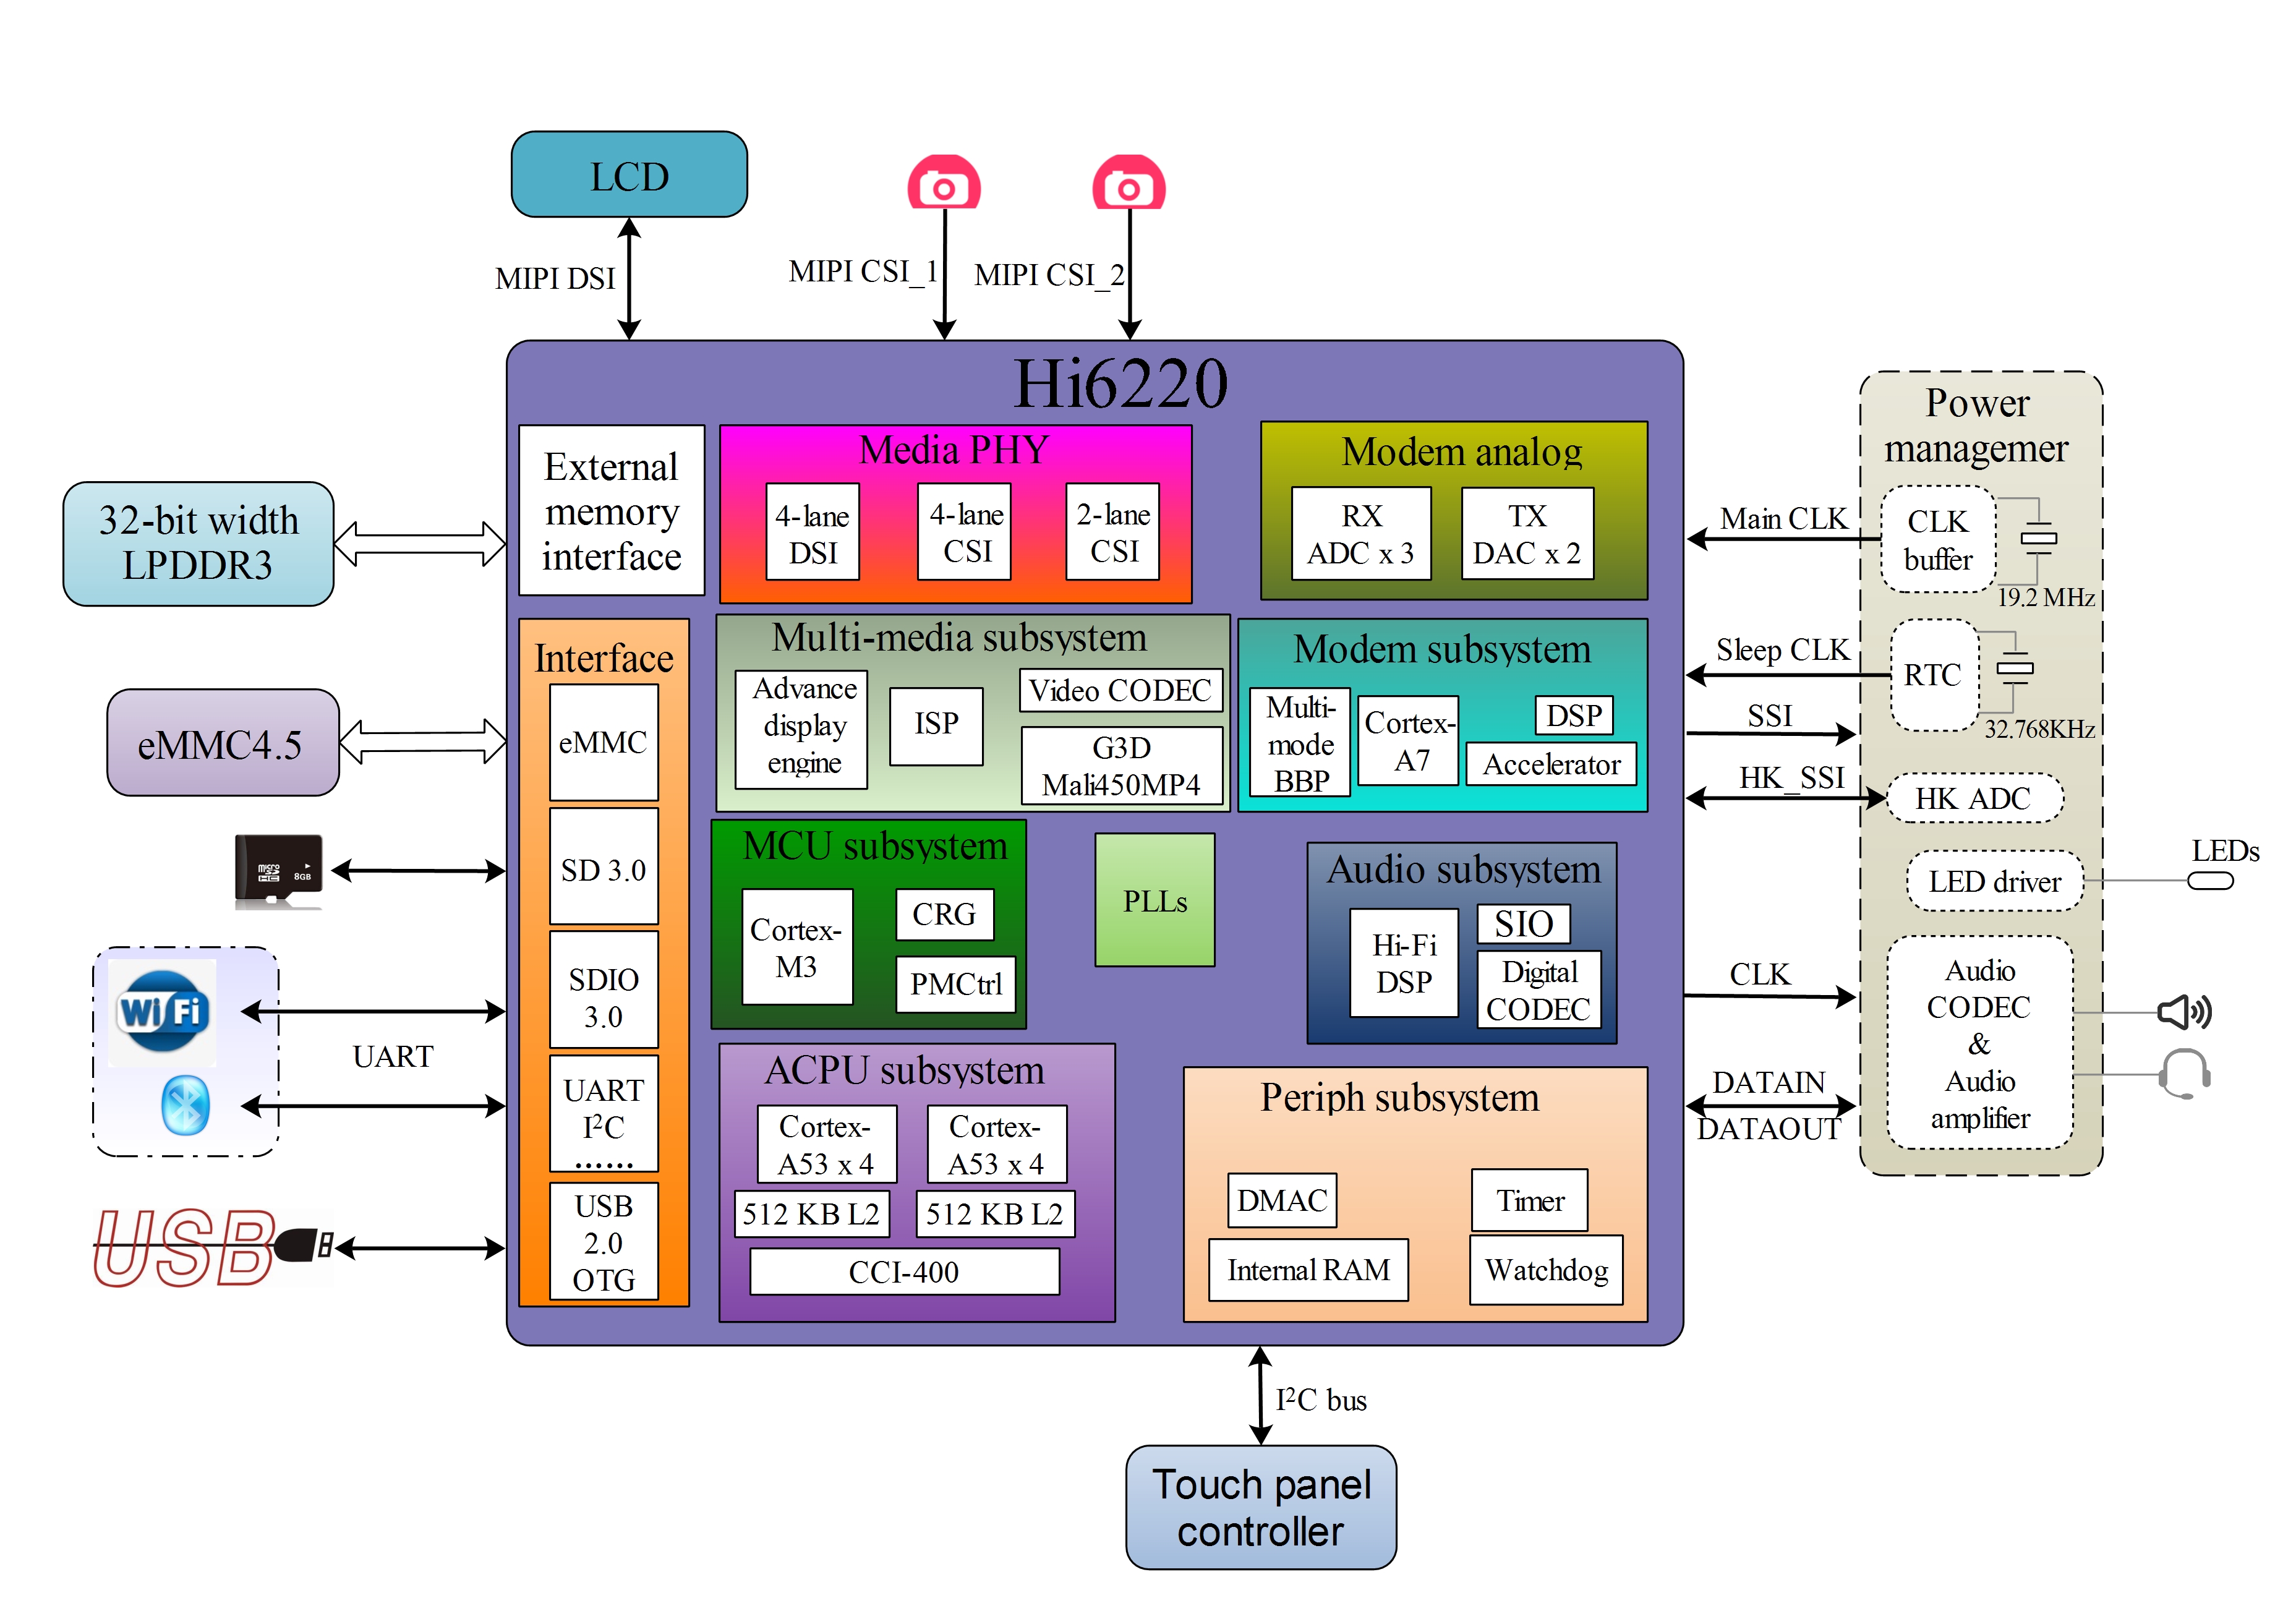 LCD
MIPI DSI
MIPI CSI_1
MIPI CSI_2
Hi6220
External
memory
interface
Media PHY
4-lane
DSI
4-lane
CSI
2-lane
CSI
Modem analog
RX
ADC x 3
TX
DAC x 2
32-bit width
LPDDR3
Interface
eMMC
SD 3.0
SDIO
3.0
UART
I²C
......
USB
2.0
OTG
eMMC4.5
micro
SD
HC
8GB
WiFi
UART
USB
Multi-media subsystem
Advance
display
engine
ISP
Video CODEC
G3D
Mali450MP4
Modem subsystem
Multi-
mode
BBP
Cortex-
A7
DSP
Accelerator
MCU subsystem
Cortex-
M3
CRG
PMCtrl
PLLs
Audio subsystem
Hi-Fi
DSP
SIO
Digital
CODEC
ACPU subsystem
Cortex-
A53 x 4
Cortex-
A53 x 4
512 KB L2
512 KB L2
CCI-400
Periph subsystem
DMAC
Timer
Internal RAM
Watchdog
Main CLK
Sleep CLK
SSI
HK_SSI
CLK
DATAIN
DATAOUT
Power
managemer
CLK
buffer
19.2 MHz
RTC
32.768KHz
HK ADC
LED driver
LEDs
Audio
CODEC
&
Audio
amplifier
I²C bus
Touch panel
controller